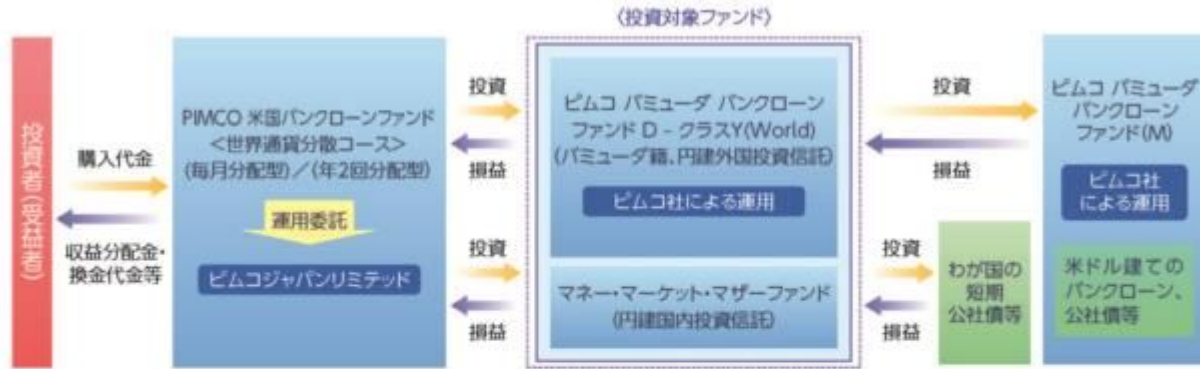 〈投資対象ファンド〉
投資者(受益者)
購入代金
収益分配金・
換金代金等
PIMCO 米国バンクローンファンド
<世界通貨分散コース>
(毎月分配型)/(年2回分配型)
運用委託
ピムコジャパンリミテッド
投資
損益
投資
損益
ピムコ バミューダ バンクローン
ファンド D - クラスY(World)
(バミューダ籍、円建外国投資信託)
ピムコ社による運用
マネー・マーケット・マザーファンド
(円建国内投資信託)
投資
損益
投資
損益
わが国の
短期
公社債等
ピムコ バミューダ
バンクローン
ファンド(M)
ピムコ社
による運用
米ドル建ての
バンクローン、
公社債等